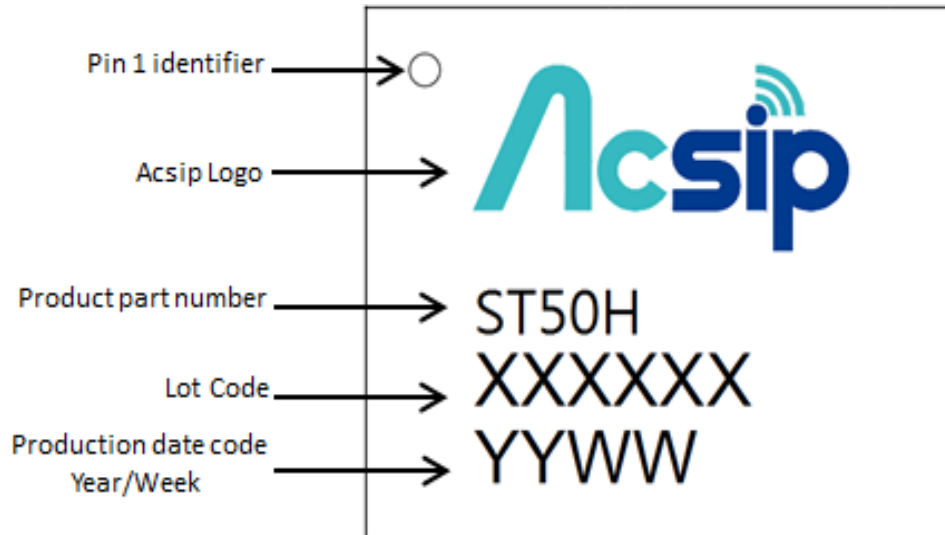 Pin 1 identifier
Acsip
Acsip Logo
Product part number
ST50H
Lot Code
XXXXXX
Production date code
Year/Week
YYWW